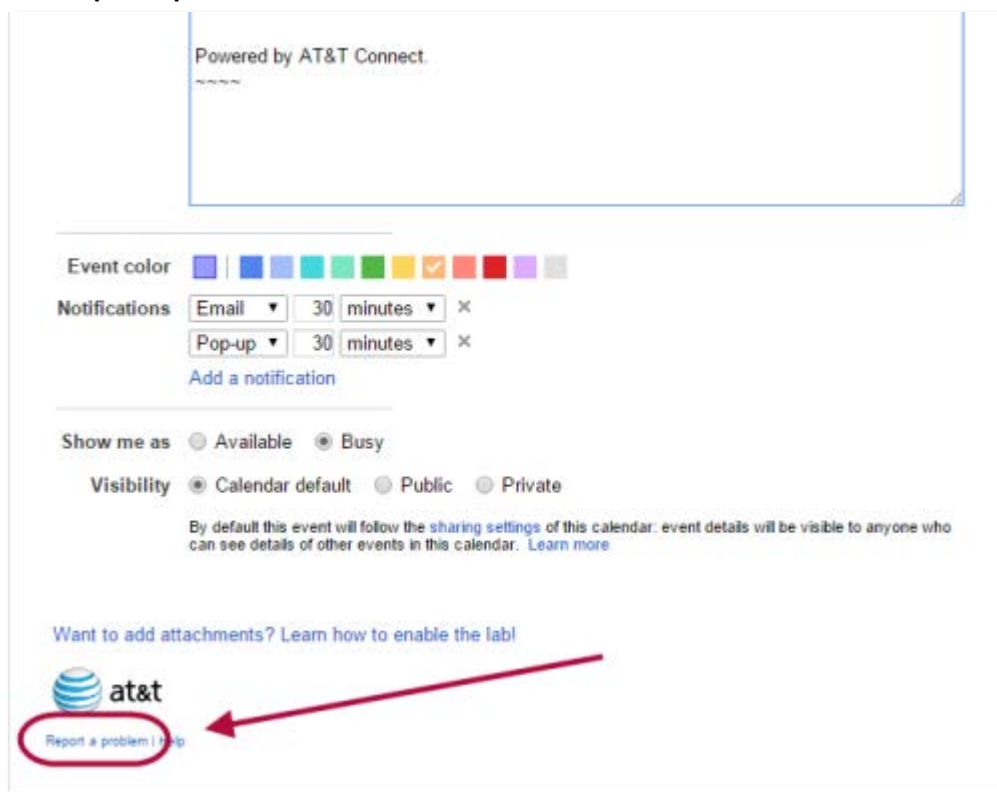 Powered by AT&T Connect.
~~~~
Event color
Notifications Email 30 minutes ×
Pop-up 30 minutes ×
Add a notification
Show me as Available Busy
Visibility Calendar default Public Private
By default this event will follow the sharing settings of this calendar: event details will be visible to anyone who
can see details of other events in this calendar. Learn more
Want to add attachments? Learn how to enable the lab!
at&t
Report a problem | Help